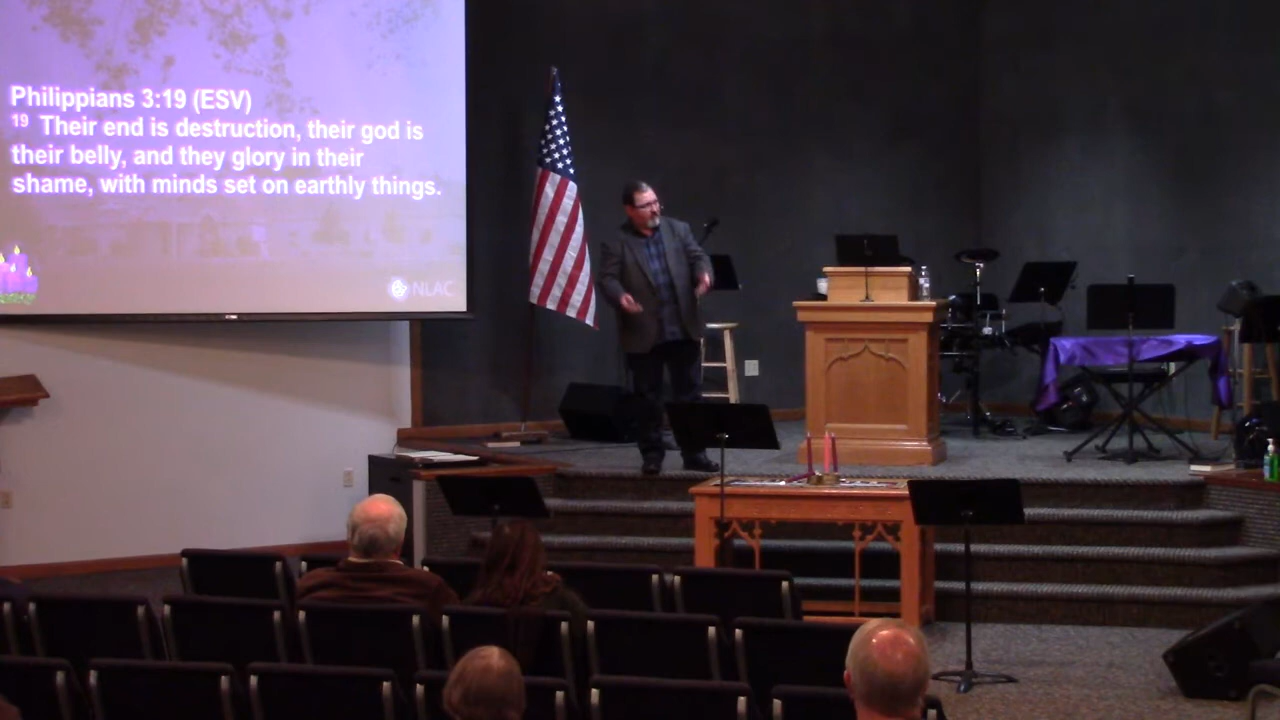 Philippians 3:19 (ESV)
19 Their end is destruction, their god is
their belly, and they glory in their
shame, with minds set on earthly things.
NLAC